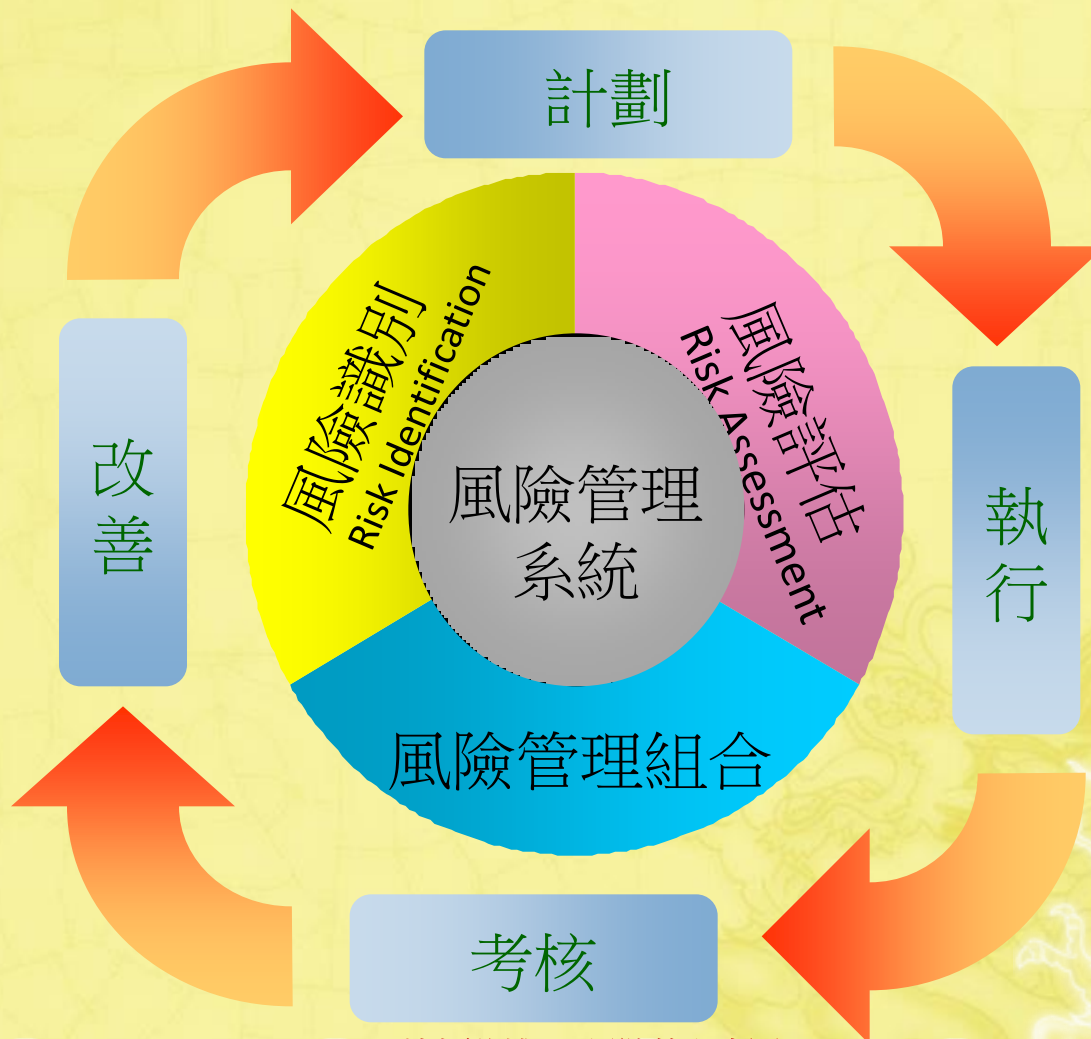 計劃
風險識別
Risk Identification
風險評估
Risk Assessment
風險管理
系統
改
善
執
行
風險管理組合
考核